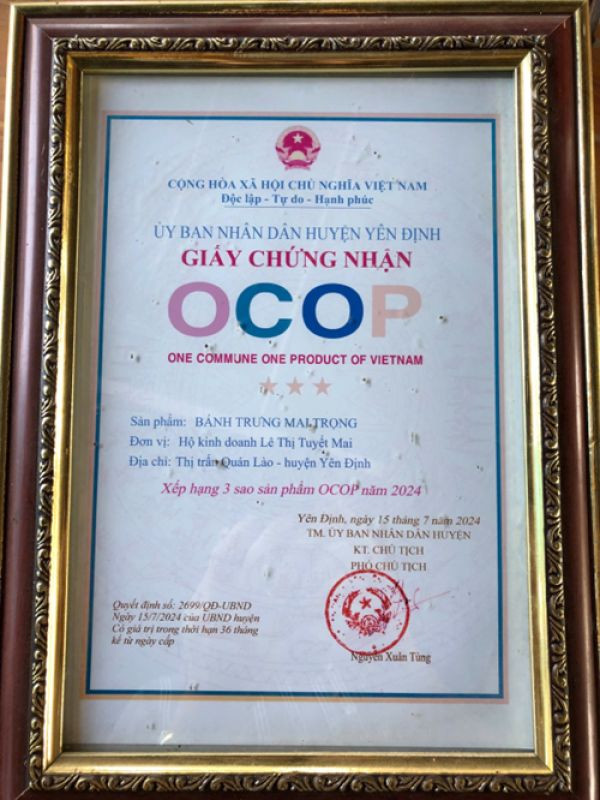 CỘNG HÒA XÃ HỘI CHỦ NGHĨA VIỆT NAM
Độc lập - Tự do - Hạnh phúc
ỦY BAN NHÂN DÂN HUYỆN YÊN ĐỊNH
GIẤY CHỨNG NHẬN
OCOP
ONE COMMUNE ONE PRODUCT OF VIETNAM
Sản phẩm: BÁNH TRƯNG MAI TRỌNG
Đơn vị: Hộ kinh doanh Lê Thị Tuyết Mai
Địa chỉ: Thị trấn Quán Lào - huyện Yên Định
Xếp hạng 3 sao sản phẩm OCOP năm 2024
Yên Định, ngày 15 tháng 7 năm 2024
TM. ỦY BAN NHÂN DÂN HUYỆN
KT. CHỦ TỊCH
PHÓ CHỦ TỊCH
Quyết định số: 2699/QĐ-UBND
Ngày 15/7/2024 của UBND huyện
Có giá trị trong thời hạn 36 tháng
kể từ ngày cấp
Nguyễn Xuân Tùng